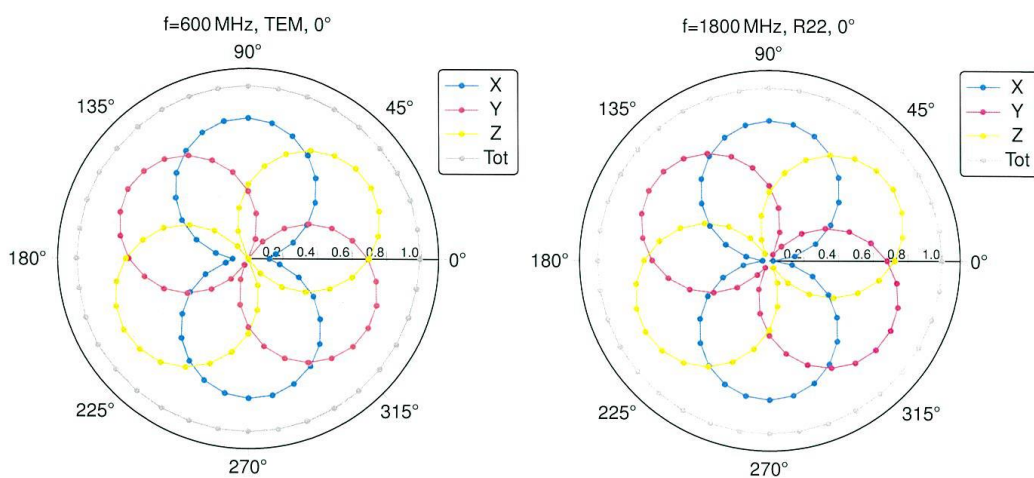 f=600 MHz, TEM, 0°
90°
135°
45°
X
Y
Z
Tot
180°
0.2 0.4 0.6 0.8 1.0
0°
225°
315°
270°
f=1800 MHz, R22, 0°
90°
135°
45°
X
Y
Z
Tot
180°
0.2 0.4 0.6 0.8 1.0
0°
225°
315°
270°